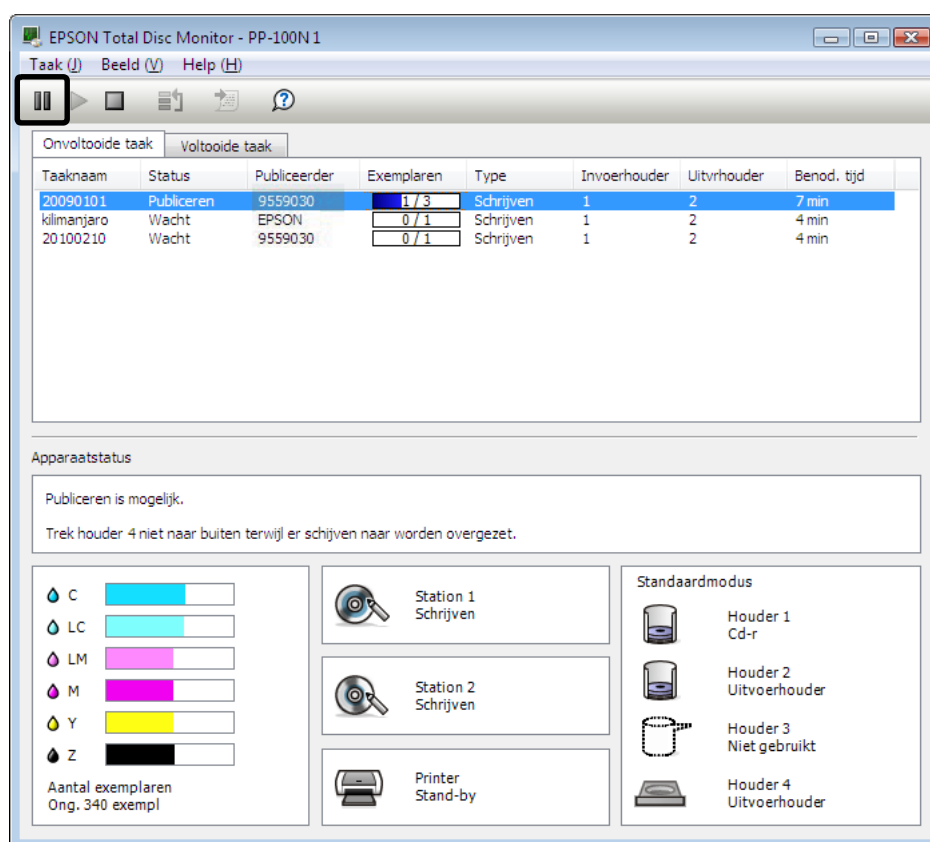 EPSON Total Disc Monitor - PP-100N 1
Taak (J) Beeld (V) Help (H)
Onvoltooide taak Voltooide taak
Taaknaam Status Publiceerder Exemplaren Type Invoerhouder Uitvrhouder Benod. tijd
20090101 Publiceren 9559030 1 / 3 Schrijven 1 2 7 min
kilimanjaro Wacht EPSON 0 / 1 Schrijven 1 2 4 min
20100210 Wacht 9559030 0 / 1 Schrijven 1 2 4 min
Apparaatstatus
Publiceren is mogelijk.
Trek houder 4 niet naar buiten terwijl er schijven naar worden overgezet.
C
LC
LM
M
Y
Z
Aantal exemplaren
Ong. 340 exempl
Station 1
Schrijven
Station 2
Schrijven
Printer
Stand-by
Standaardmodus
Houder 1
Cd-r
Houder 2
Uitvoerhouder
Houder 3
Niet gebruikt
Houder 4
Uitvoerhouder